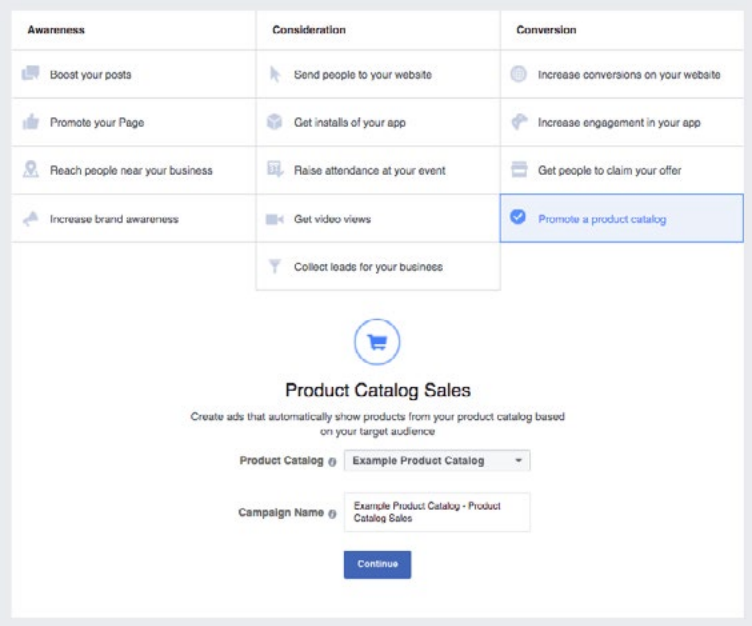 Awareness
Consideration
Conversion
Boost your posts
Send people to your website
Increase conversions on your website
Promote your Page
Get installs of your app
Increase engagement in your app
Reach people near your business
Raise attendance at your event
Get people to claim your offer
Increase brand awareness
Get video views
Promote a product catalog
Collect leads for your business
Product Catalog Sales
Create ads that automatically show products from your product catalog based
on your target audience
Product Catalog
Example Product Catalog
Campaign Name
Example Product Catalog - Product
Catalog Sales
Continue